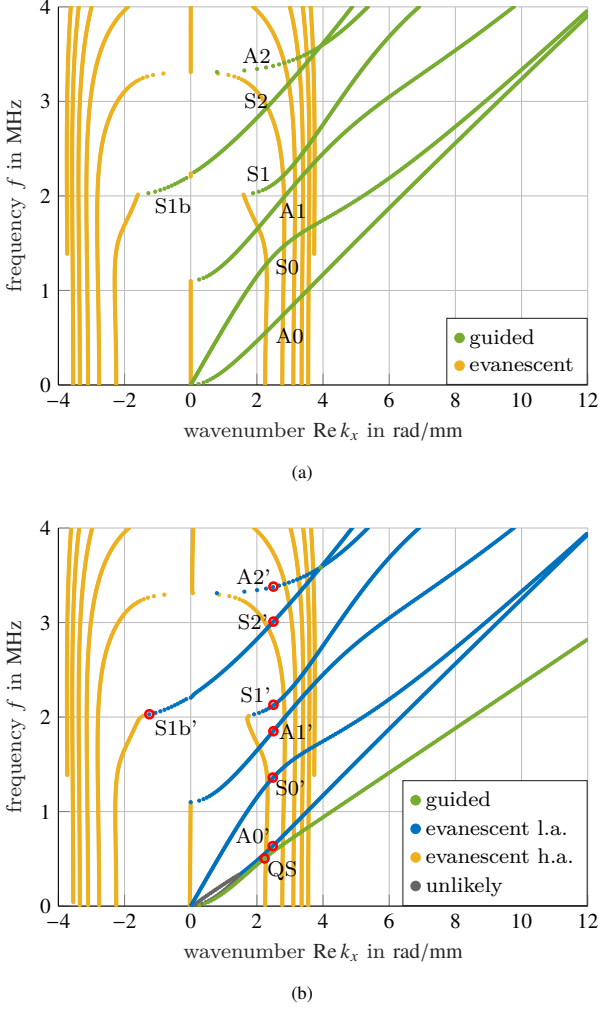 4
3
2
1
0
−4
−2
0
2
4
6
8
10
12
frequency f in MHz
wavenumber Re kₓ in rad/mm
A2
S2
S1
S1b
A1
S0
A0
guided
evanescent
(a)
4
3
2
1
0
−4
−2
0
2
4
6
8
10
12
frequency f in MHz
wavenumber Re kₓ in rad/mm
A2'
S2'
S1'
S1b'
A1'
S0'
A0'
QS
guided
evanescent l.a.
evanescent h.a.
unlikely
(b)